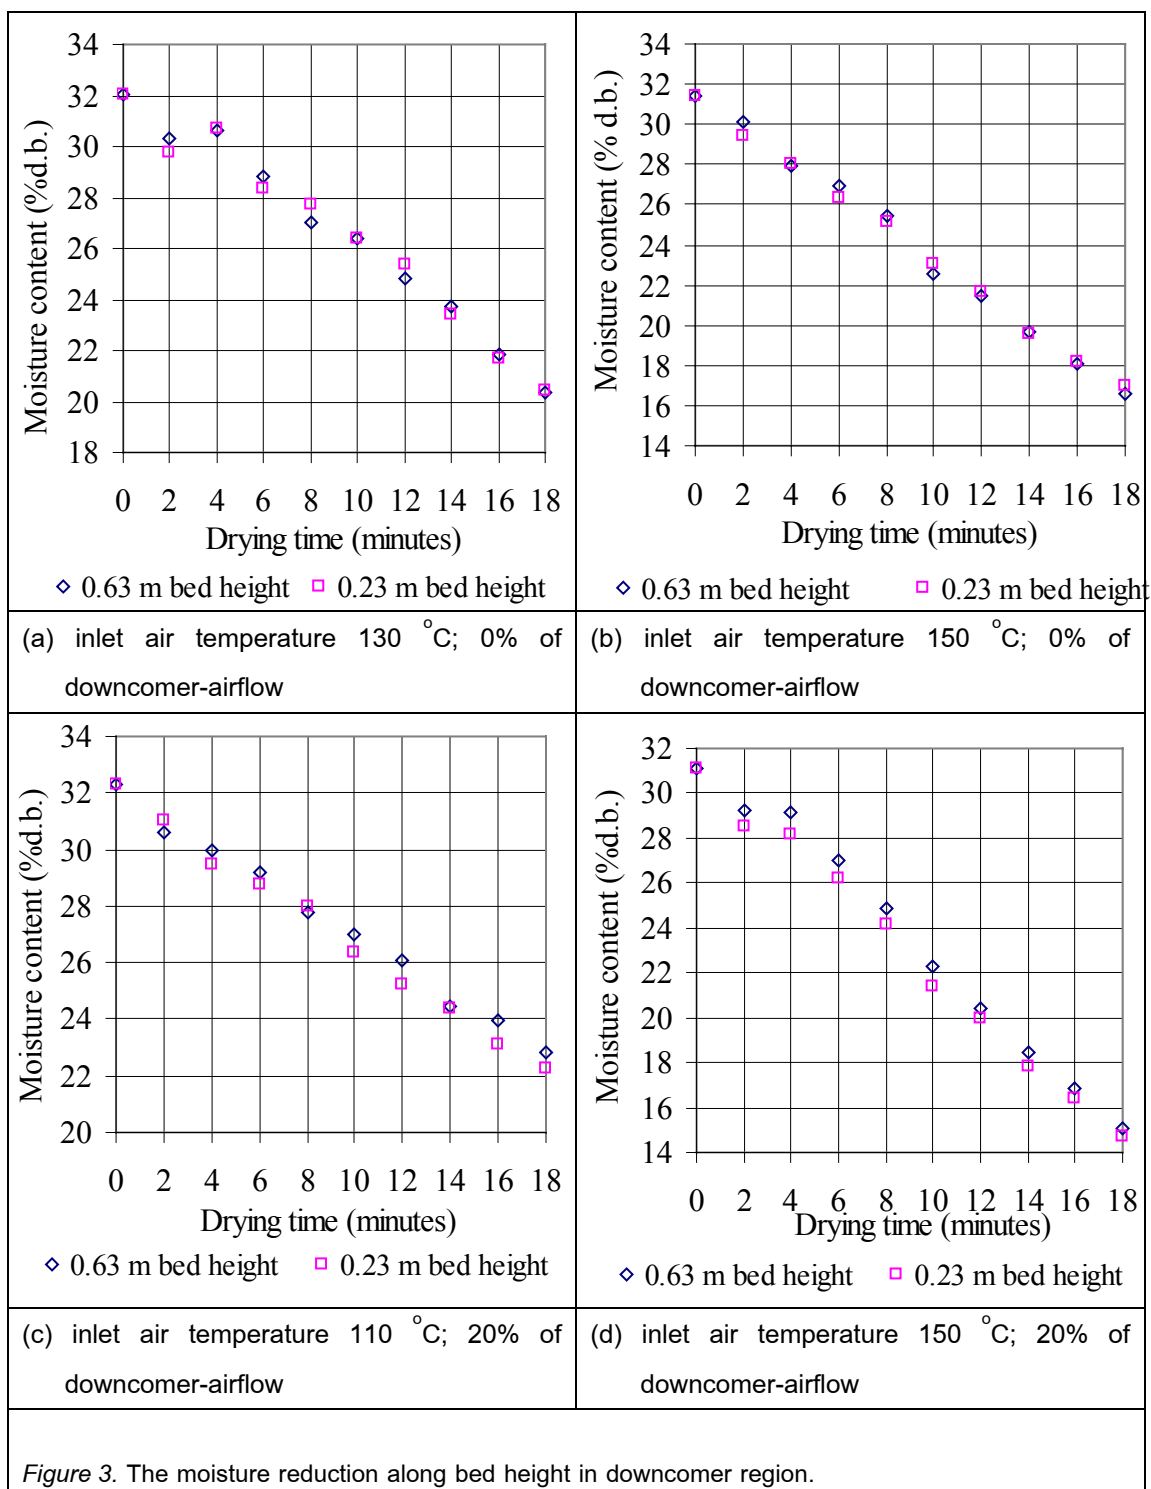 34
32
30
28
26
24
22
20
18
Moisture content (%d.b.)
0 2 4 6 8 10 12 14 16 18
Drying time (minutes)
0.63 m bed height 0.23 m bed height
34
32
30
28
26
24
22
20
18
16
14
Moisture content (% d.b.)
0 2 4 6 8 10 12 14 16 18
Drying time (minutes)
0.63 m bed height 0.23 m bed height
(a) inlet air temperature 130 °C; 0% of
downcomer-airflow
(b) inlet air temperature 150 °C; 0% of
downcomer-airflow
34
32
30
28
26
24
22
20
Moisture content (%d.b.)
0 2 4 6 8 10 12 14 16 18
Drying time (minutes)
0.63 m bed height 0.23 m bed height
32
30
28
26
24
22
20
18
16
14
Moisture content (%d.b.)
0 2 4 6 8 10 12 14 16 18
Drying time (minutes)
0.63 m bed height 0.23 m bed height
(c) inlet air temperature 110 °C; 20% of
downcomer-airflow
(d) inlet air temperature 150 °C; 20% of
downcomer-airflow
Figure 3. The moisture reduction along bed height in downcomer region.